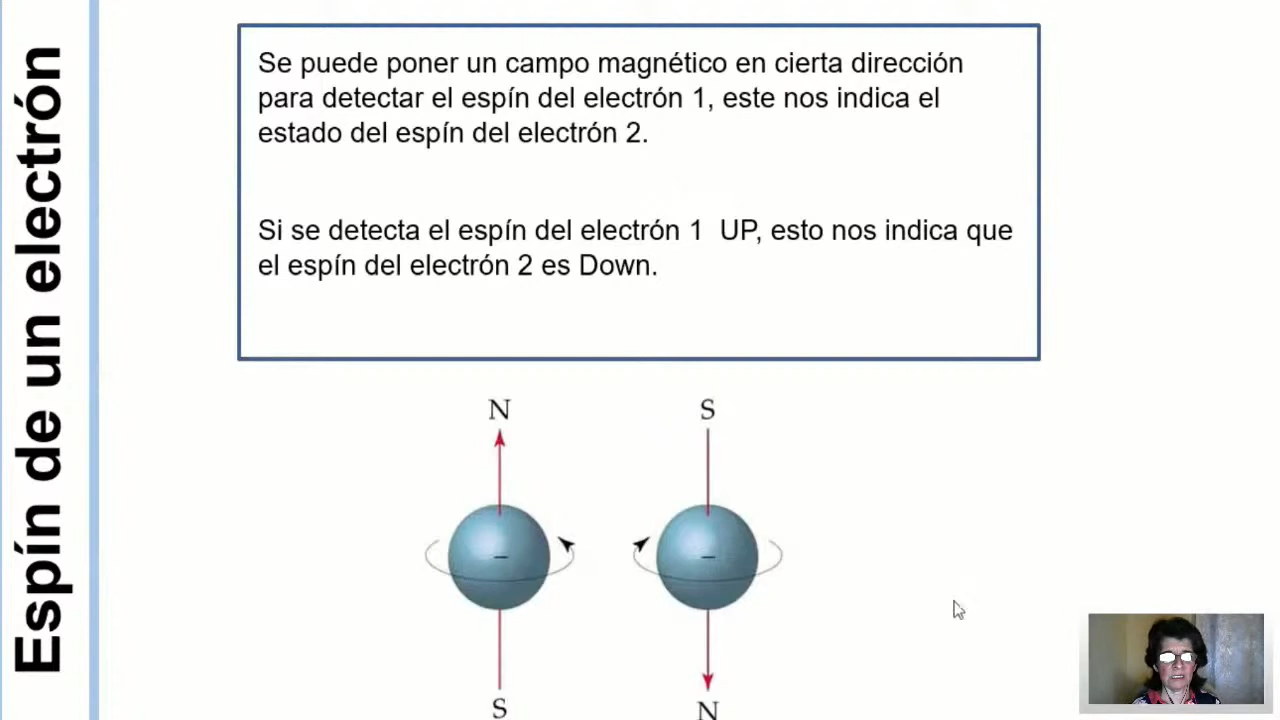 Espín de un electrón
Se puede poner un campo magnético en cierta dirección
para detectar el espín del electrón 1, este nos indica el
estado del espín del electrón 2.
Si se detecta el espín del electrón 1  UP, esto nos indica que
el espín del electrón 2 es Down.
N
S
-
-
S
N